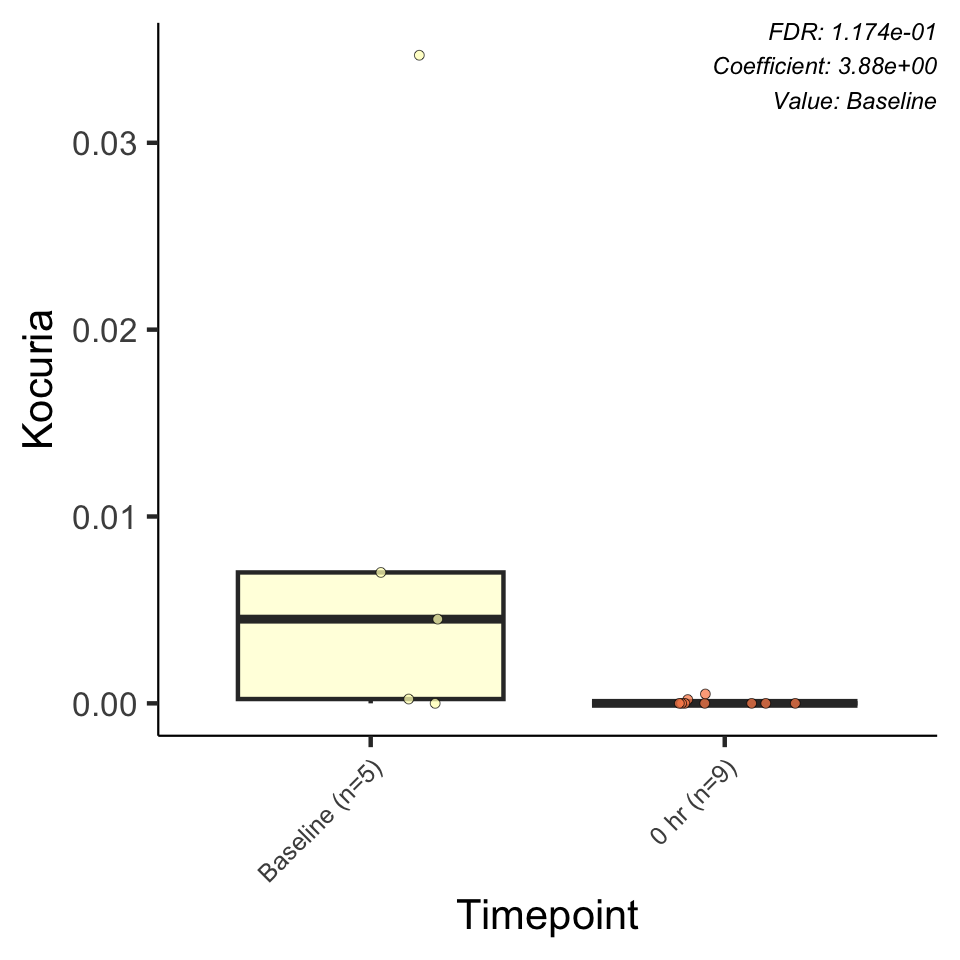 FDR: 1.174e-01
Coefficient: 3.88e+00
Value: Baseline
0.03
0.02
0.01
0.00
Kocuria
Baseline (n=5)
0 hr (n=9)
Timepoint